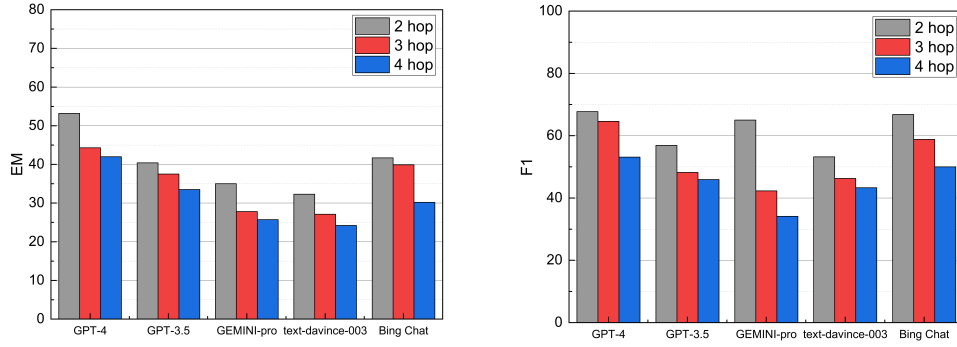 80
70
60
50
40
30
20
10
0
EM
2 hop
3 hop
4 hop
GPT-4 GPT-3.5 GEMINI-pro text-davince-003 Bing Chat
100
80
60
40
20
0
F1
2 hop
3 hop
4 hop
GPT-4 GPT-3.5 GEMINI-pro text-davince-003 Bing Chat